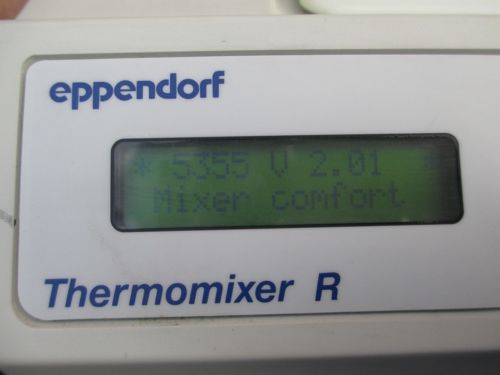 eppendorf
* 5355 V 2.01 *
Mixer comfort
Thermomixer R